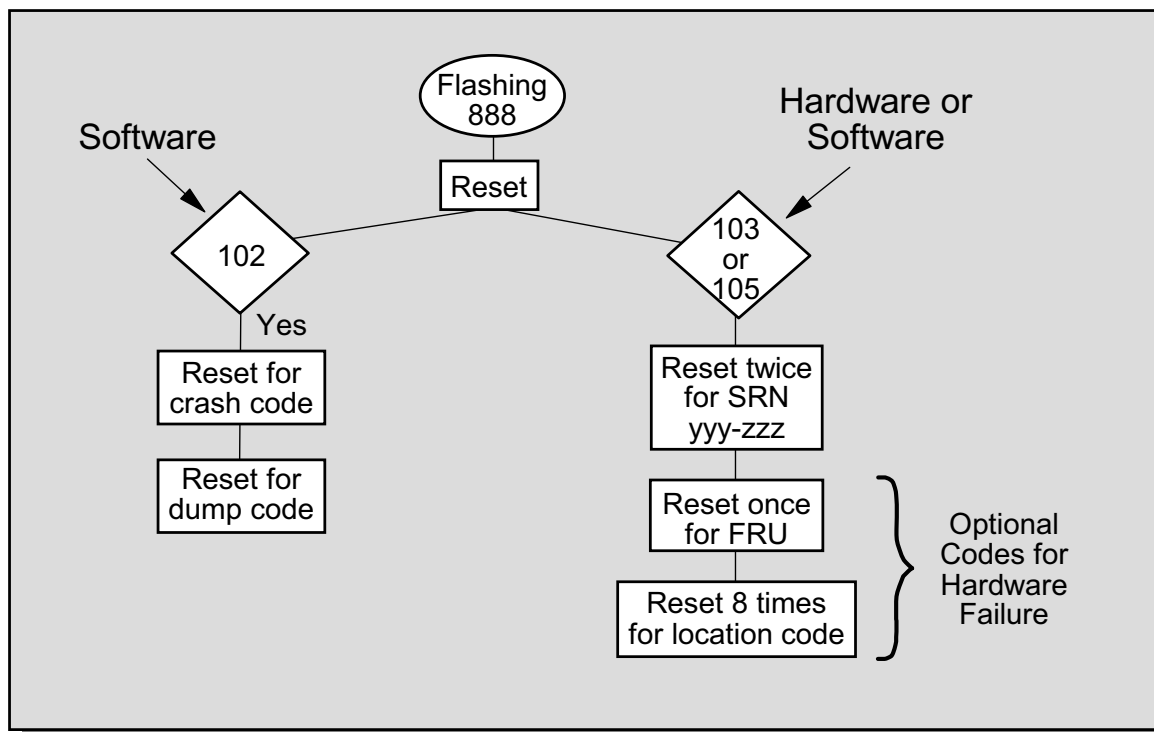 Flashing
888
Hardware or
Software
Software
Reset
102
103
or
105
Yes
Reset for
crash code
Reset twice
for SRN
yyy-zzz
Reset for
dump code
Reset once
for FRU
Optional
Codes for
Hardware
Failure
Reset 8 times
for location code